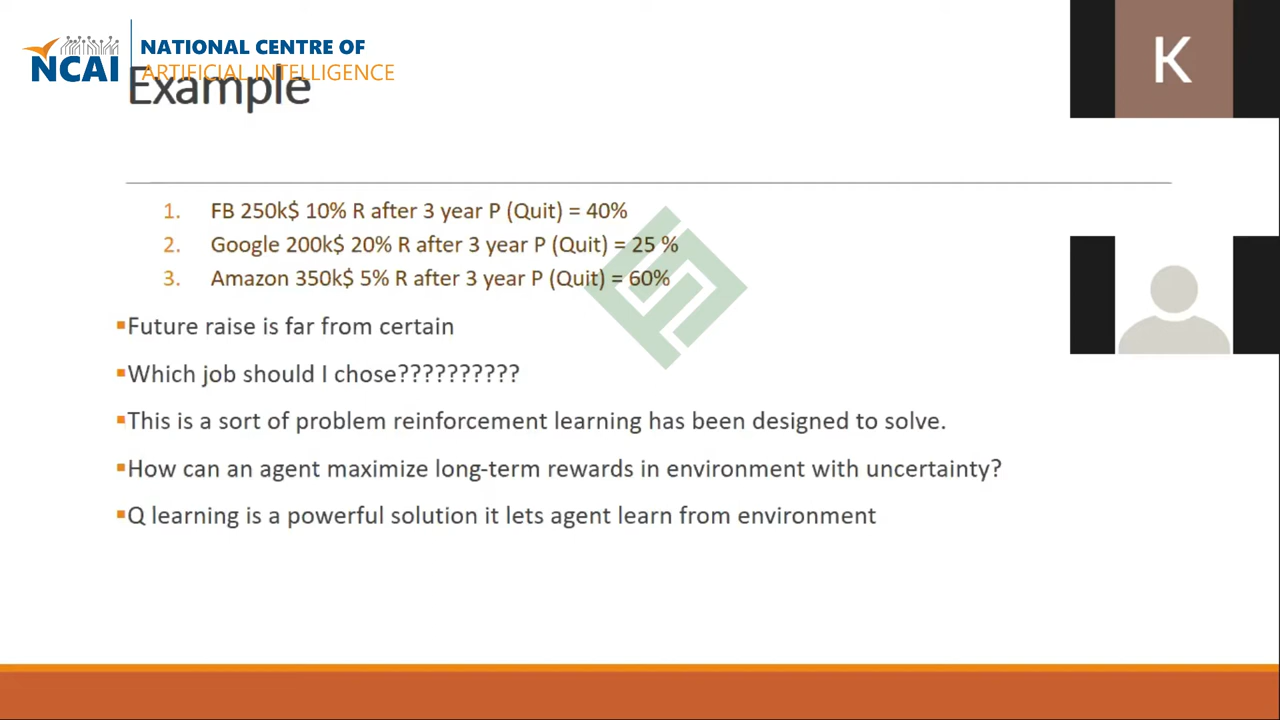 NCAI
NATIONAL CENTRE OF
ARTIFICIAL INTELLIGENCE
Example
K
1. FB 250k$ 10% R after 3 year P (Quit) = 40%
2. Google 200k$ 20% R after 3 year P (Quit) = 25 %
3. Amazon 350k$ 5% R after 3 year P (Quit) = 60%
▪Future raise is far from certain
▪Which job should I chose??????????
▪This is a sort of problem reinforcement learning has been designed to solve.
▪How can an agent maximize long-term rewards in environment with uncertainty?
▪Q learning is a powerful solution it lets agent learn from environment